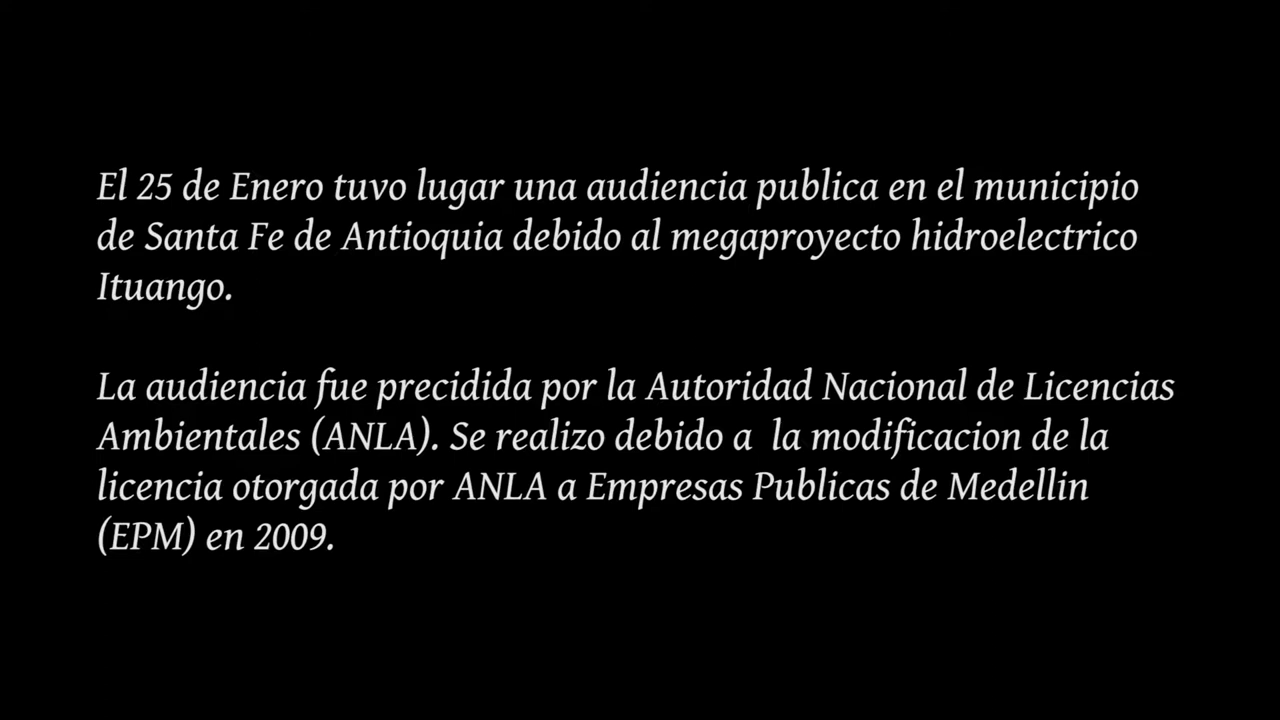 El 25 de Enero tuvo lugar una audiencia publica en el municipio
de Santa Fe de Antioquia debido al megaproyecto hidroelectrico
Ituango.
La audiencia fue precidida por la Autoridad Nacional de Licencias
Ambientales (ANLA). Se realizo debido a  la modificacion de la
licencia otorgada por ANLA a Empresas Publicas de Medellin
(EPM) en 2009.